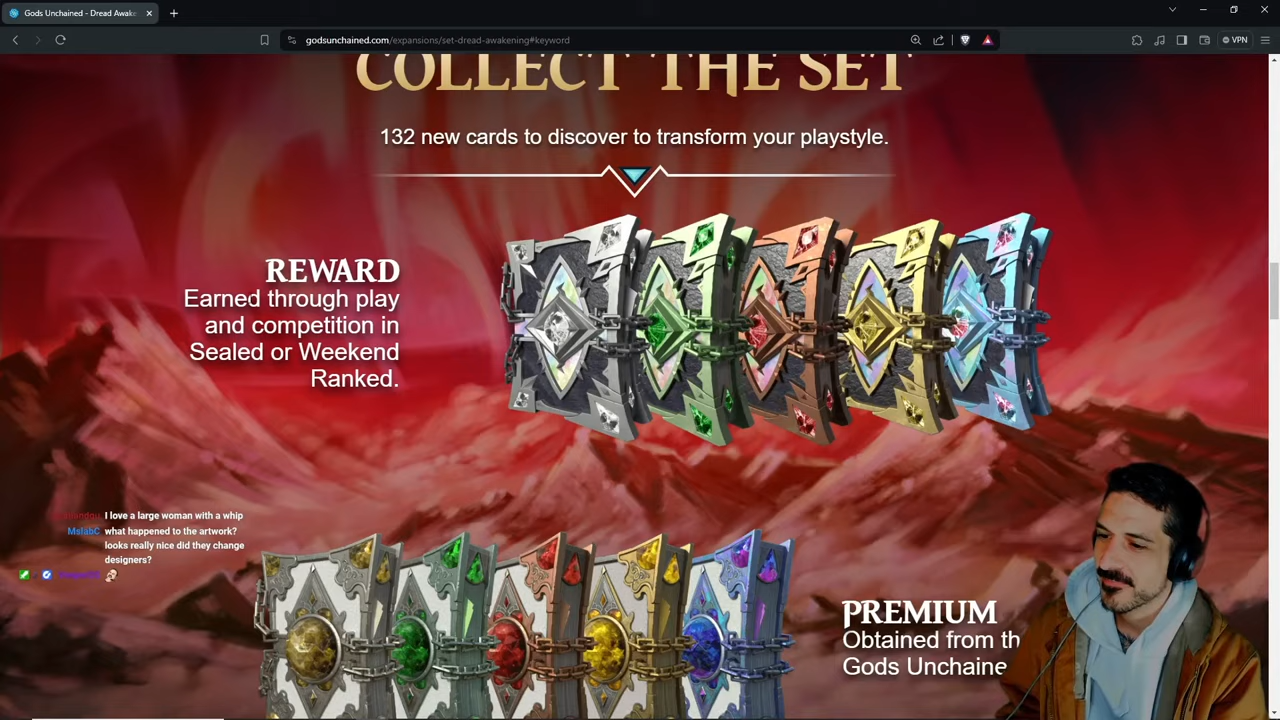 Gods Unchained - Dread Awake
godsunchained.com/expansions/set-dread-awakening#keyword
VPN
COLLECT THE SET
132 new cards to discover to transform your playstyle.
REWARD
Earned through play
and competition in
Sealed or Weekend
Ranked.
I love a large woman with a whip
MslabC what happened to the artwork?
looks really nice did they change
designers?
PREMIUM
Obtained from th
Gods Unchaine